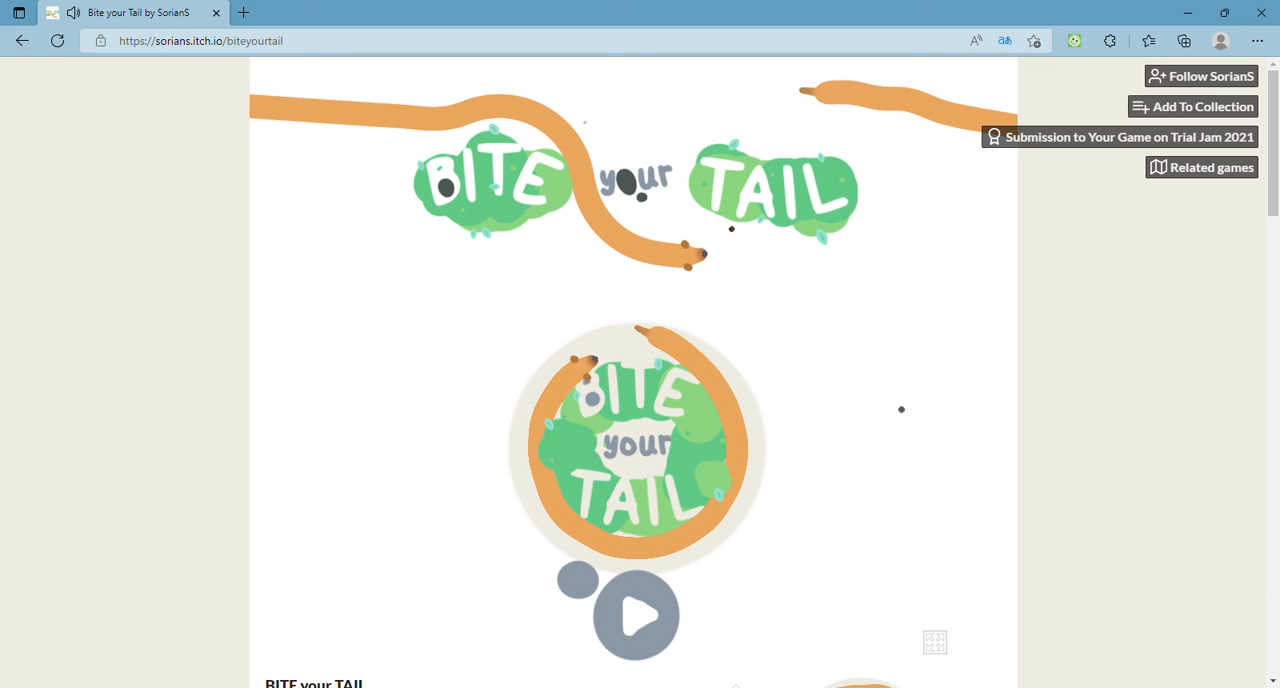 Bite your Tail by SorianS
https://sorians.itch.io/biteyourtail
Follow SorianS
Add To Collection
Submission to Your Game on Trial Jam 2021
Related games
BITE your TAIL
BITE
your
TAIL
BITE your TAIL